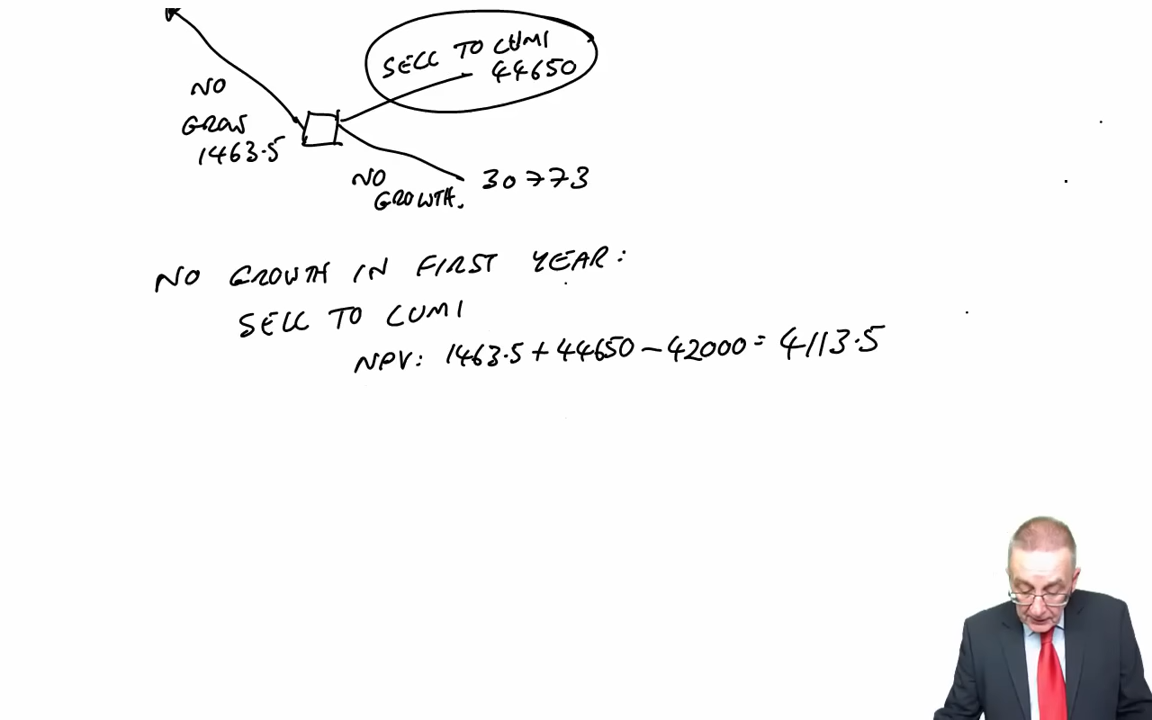 SELL TO CUMI
44650
NO
GROW
1463.5
NO
GROWTH.
30773
NO GROWTH IN FIRST YEAR:
SELL TO CUMI
NPV: 1463.5 + 44650 - 42000 = 4113.5